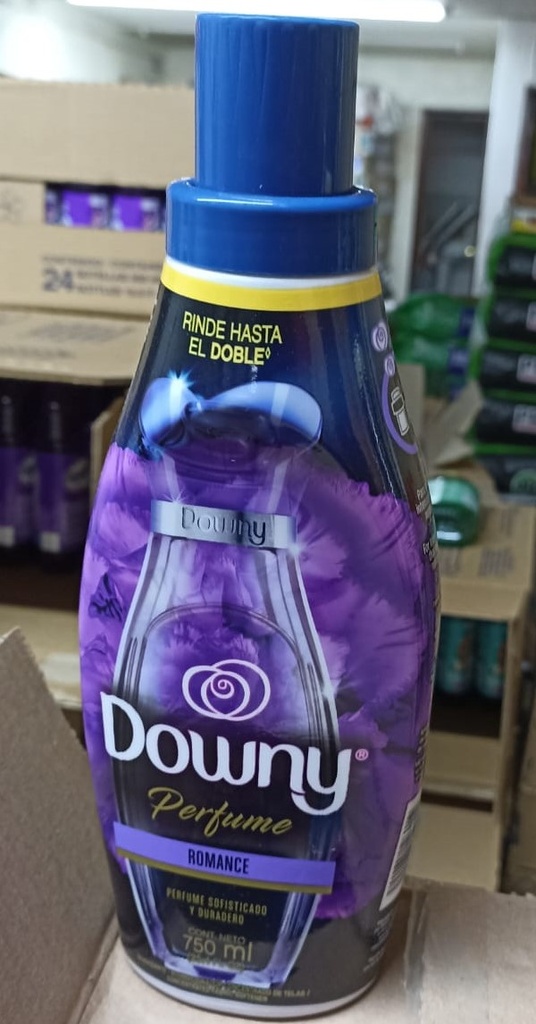 RINDE HASTA
EL DOBLE◊
Downy
Downy®
Perfume
ROMANCE
PERFUME SOFISTICADO
Y DURADERO
CONT. NETO
750 ml
24